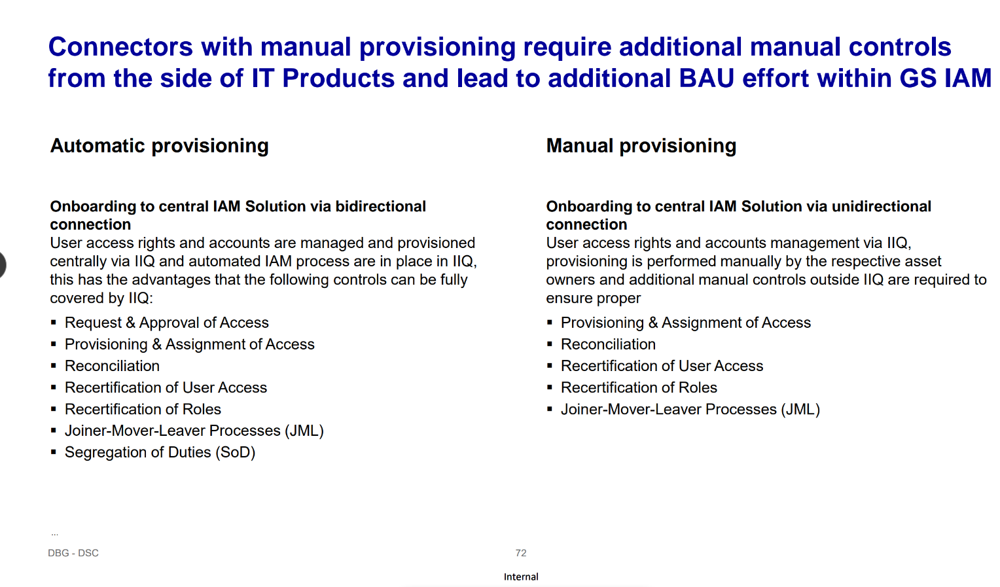 Connectors with manual provisioning require additional manual controls
from the side of IT Products and lead to additional BAU effort within GS IAM
Automatic provisioning
Onboarding to central IAM Solution via bidirectional
connection
User access rights and accounts are managed and provisioned
centrally via IIQ and automated IAM process are in place in IIQ,
this has the advantages that the following controls can be fully
covered by IIQ:
▪ Request & Approval of Access
▪ Provisioning & Assignment of Access
▪ Reconciliation
▪ Recertification of User Access
▪ Recertification of Roles
▪ Joiner-Mover-Leaver Processes (JML)
▪ Segregation of Duties (SoD)
Manual provisioning
Onboarding to central IAM Solution via unidirectional
connection
User access rights and accounts management via IIQ,
provisioning is performed manually by the respective asset
owners and additional manual controls outside IIQ are required to
ensure proper
▪ Provisioning & Assignment of Access
▪ Reconciliation
▪ Recertification of User Access
▪ Recertification of Roles
▪ Joiner-Mover-Leaver Processes (JML)
...
DBG - DSC
72
Internal